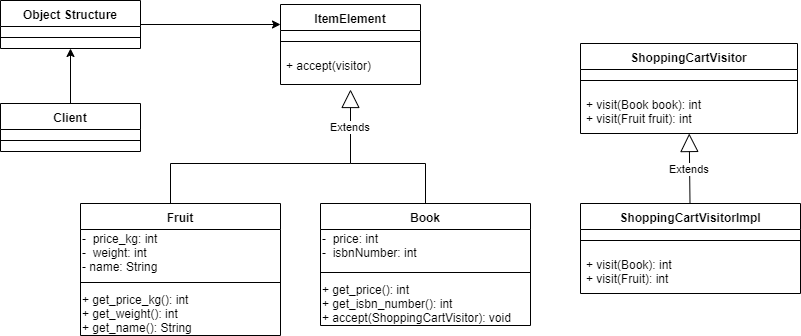 Object Structure
ItemElement
+ accept(visitor)
Client
Extends
ShoppingCartVisitor
+ visit(Book book): int
+ visit(Fruit fruit): int
Extends
Fruit
- price_kg: int
- weight: int
- name: String
+ get_price_kg(): int
+ get_weight(): int
+ get_name(): String
Book
- price: int
- isbnNumber: int
+ get_price(): int
+ get_isbn_number(): int
+ accept(ShoppingCartVisitor): void
ShoppingCartVisitorImpl
+ visit(Book): int
+ visit(Fruit): int